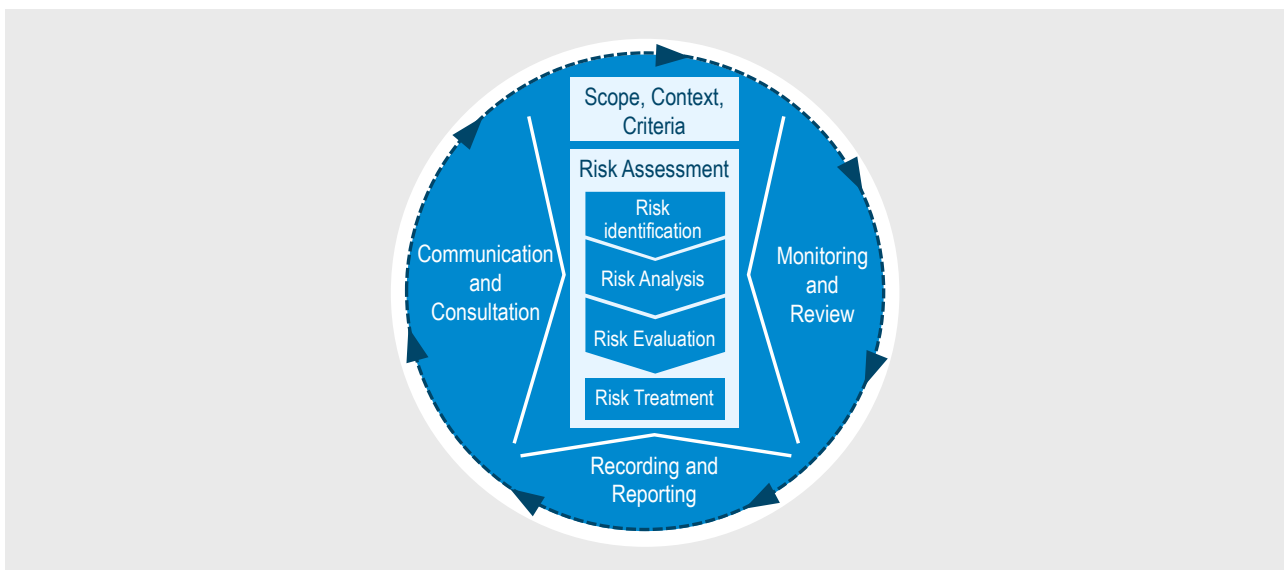 Scope, Context,
Criteria
Risk Assessment
Risk
identification
Risk Analysis
Risk Evaluation
Risk Treatment
Communication
and
Consultation
Monitoring
and
Review
Recording and
Reporting